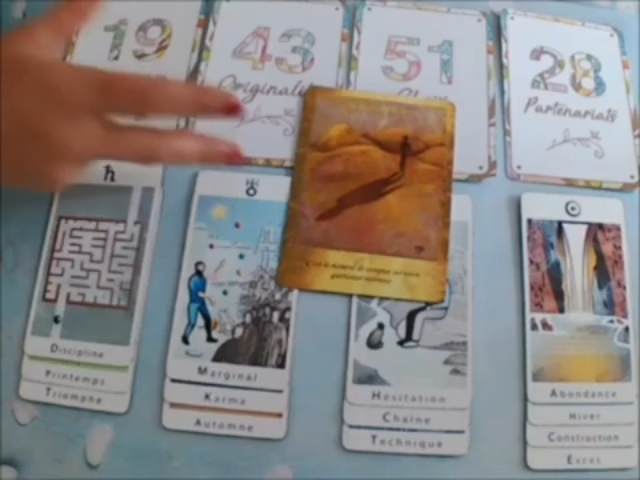 19
43
51
28
Originalité
Partenariats
Discipline
Printemps
Triomphe
Marginal
Karma
Automne
Hésitation
Chaîne
Technique
Abondance
Hiver
Construction
Excès